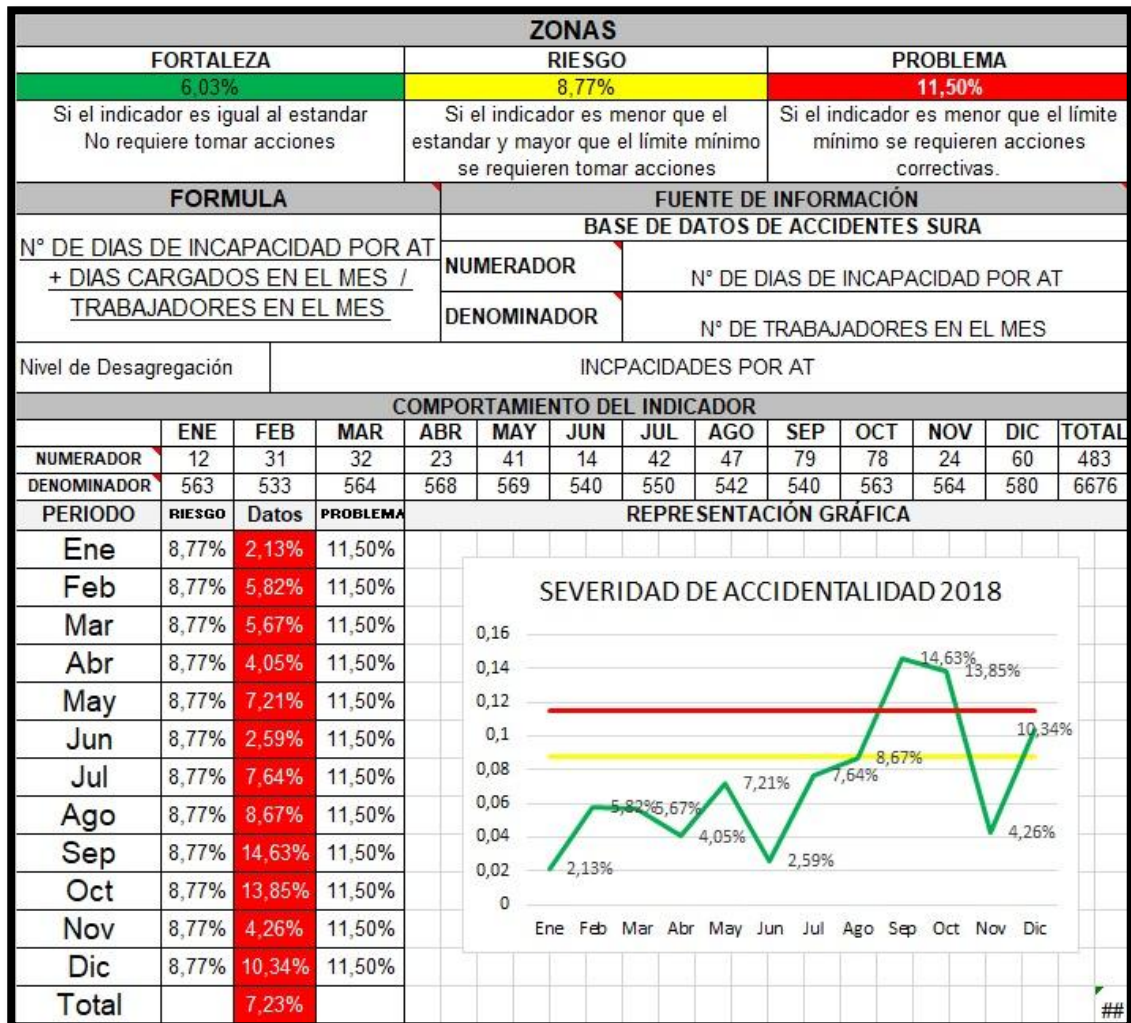 ZONAS
FORTALEZA RIESGO PROBLEMA
6,03% 8,77% 11,50%
Si el indicador es igual al estandar
No requiere tomar acciones
Si el indicador es menor que el
estandar y mayor que el límite mínimo
se requieren tomar acciones
Si el indicador es menor que el límite
mínimo se requieren acciones
correctivas.
FORMULA
N° DE DIAS DE INCAPACIDAD POR AT
+ DIAS CARGADOS EN EL MES /
TRABAJADORES EN EL MES
FUENTE DE INFORMACIÓN
BASE DE DATOS DE ACCIDENTES SURA
NUMERADOR N° DE DIAS DE INCAPACIDAD POR AT
DENOMINADOR N° DE TRABAJADORES EN EL MES
Nivel de Desagregación INCPACIDADES POR AT
COMPORTAMIENTO DEL INDICADOR
ENE FEB MAR ABR MAY JUN JUL AGO SEP OCT NOV DIC TOTAL
NUMERADOR 12 31 32 23 41 14 42 47 79 78 24 60 483
DENOMINADOR 563 533 564 568 569 540 550 542 540 563 564 580 6676
PERIODO RIESGO Datos PROBLEMA REPRESENTACIÓN GRÁFICA
Ene 8,77% 2,13% 11,50%
Feb 8,77% 5,82% 11,50%
Mar 8,77% 5,67% 11,50%
Abr 8,77% 4,05% 11,50%
May 8,77% 7,21% 11,50%
Jun 8,77% 2,59% 11,50%
Jul 8,77% 7,64% 11,50%
Ago 8,77% 8,67% 11,50%
Sep 8,77% 14,63% 11,50%
Oct 8,77% 13,85% 11,50%
Nov 8,77% 4,26% 11,50%
Dic 8,77% 10,34% 11,50%
Total 7,23%
SEVERIDAD DE ACCIDENTALIDAD 2018
0,16
0,14
0,12
0,1
0,08
0,06
0,04
0,02
0
2,13%
5,82%
5,67%
4,05%
7,21%
2,59%
7,64%
8,67%
14,63%
13,85%
4,26%
10,34%
Ene Feb Mar Abr May Jun Jul Ago Sep Oct Nov Dic
##